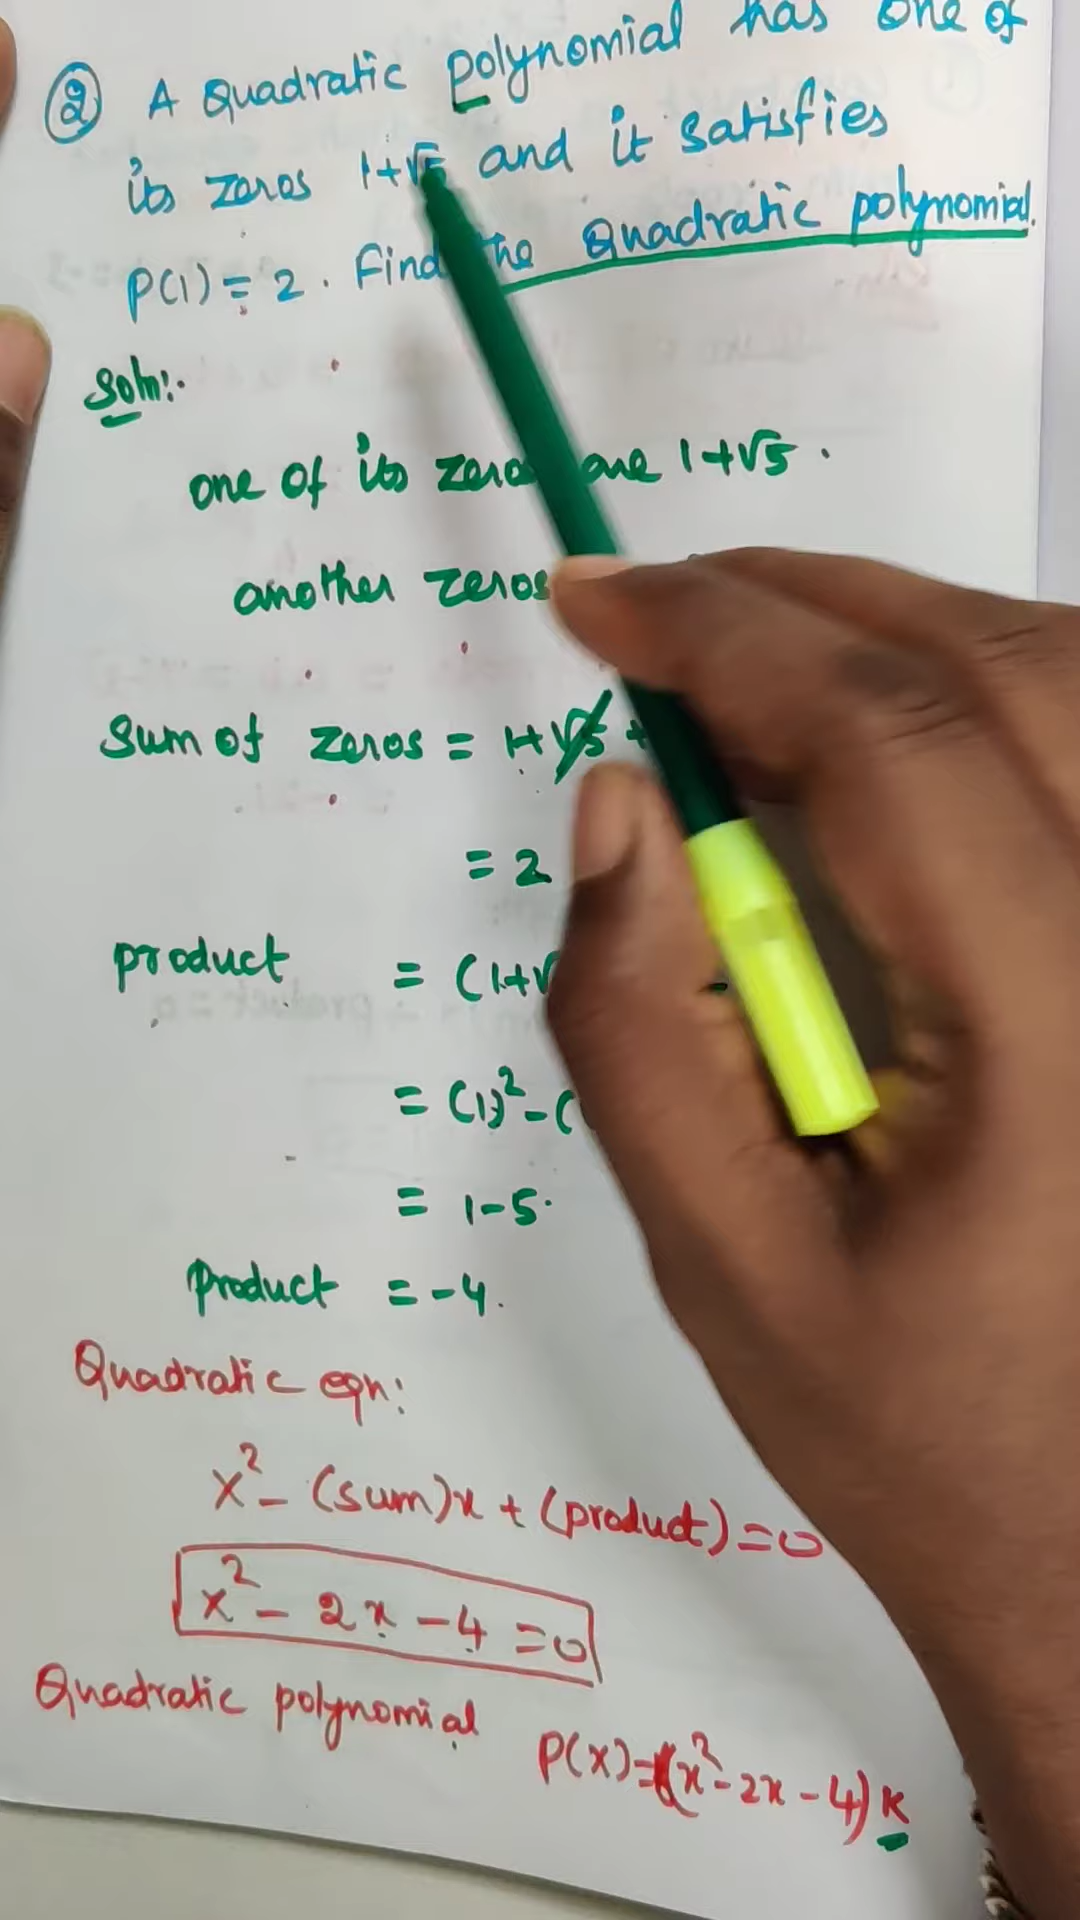 ② A Quadratic polynomial has one of
its zeros 1+√5 and it satisfies
P(1) = 2. Find the Quadratic polynomial.
Soln:.
one of its zeros are 1+√5.
another zeros
Sum of zeros = 1+√5 +
= 2
product = (1+√
= (1)² - (
= 1-5.
product = -4.
Quadratic eqn:
x² - (sum)x + (product) = 0
x² - 2x - 4 = 0
Quadratic polynomial P(x) = (x² - 2x - 4) k